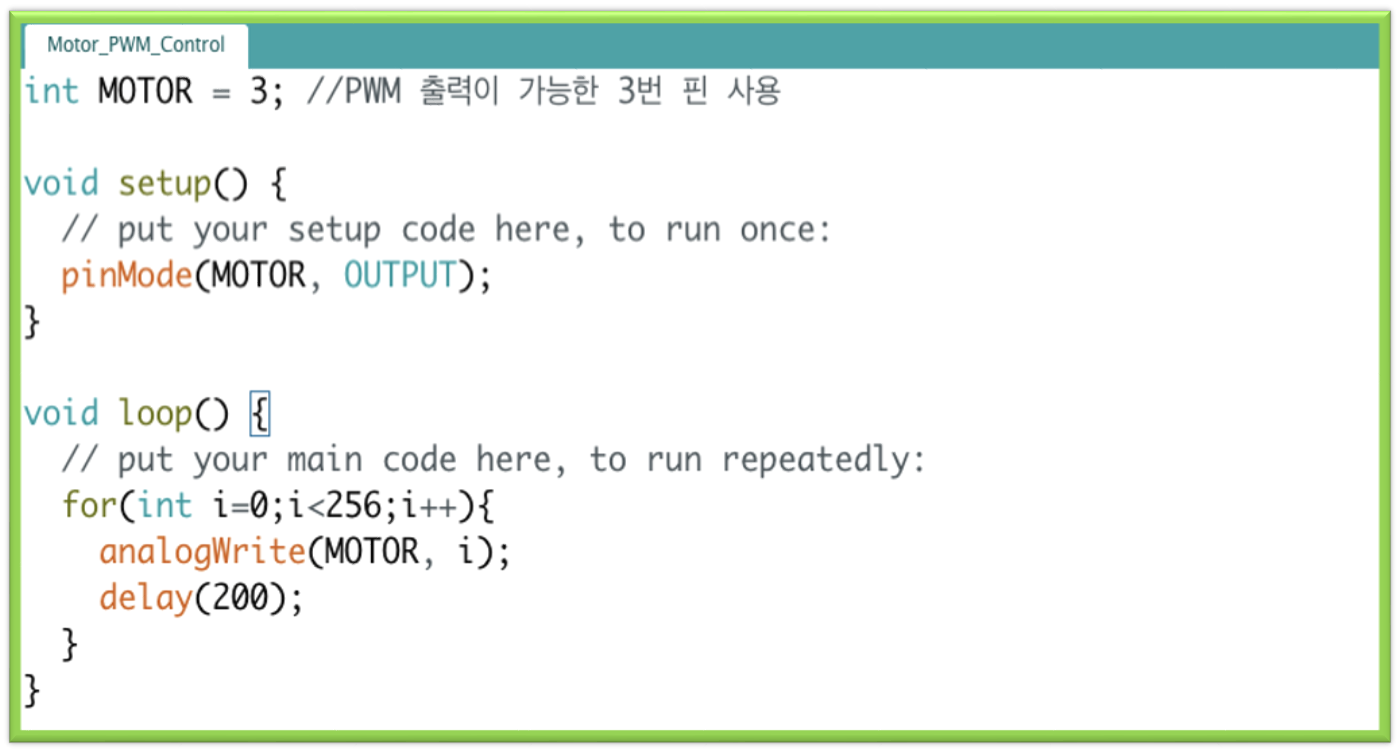 Motor_PWM_Control
int MOTOR = 3; //PWM 출력이 가능한 3번 핀 사용
void setup() {
  // put your setup code here, to run once:
  pinMode(MOTOR, OUTPUT);
}
void loop() {
  // put your main code here, to run repeatedly:
  for(int i=0;i<256;i++){
    analogWrite(MOTOR, i);
    delay(200);
  }
}